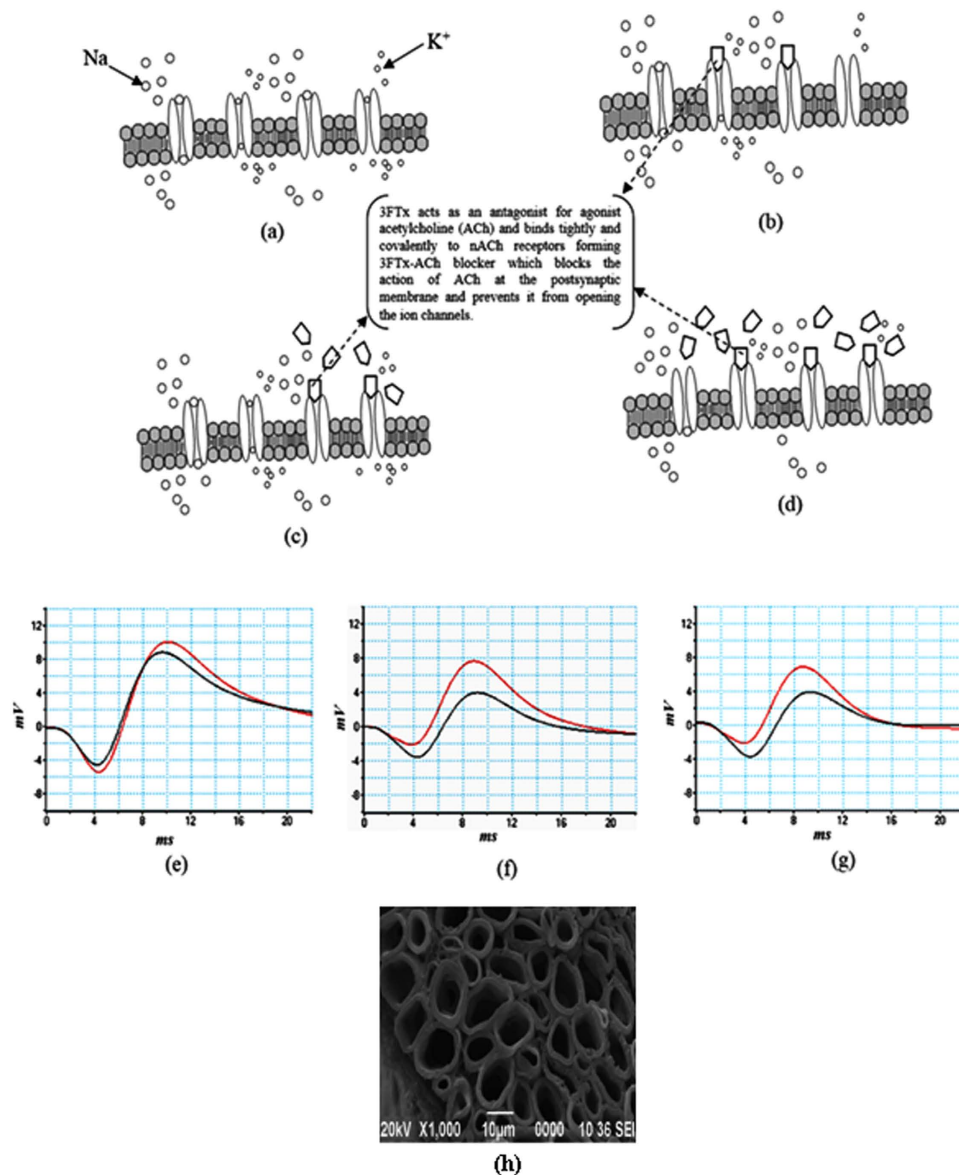 Na
K+
(a)
(b)
3FTx acts as an antagonist for agonist
acetylcholine (ACh) and binds tightly and
covalently to nACh receptors forming
3FTx-ACh blocker which blocks the
action of ACh at the postsynaptic
membrane and prevents it from opening
the ion channels.
(c)
(d)
12
8
4
0
-4
-8
mV
0 4 8 12 16 20
ms
(e)
12
8
4
0
-4
-8
mV
0 4 8 12 16 20
ms
(f)
12
8
4
0
-4
-8
mV
0 4 8 12 16 20
ms
(g)
20kV X1,000 10µm 0000 10 36 SEI
(h)